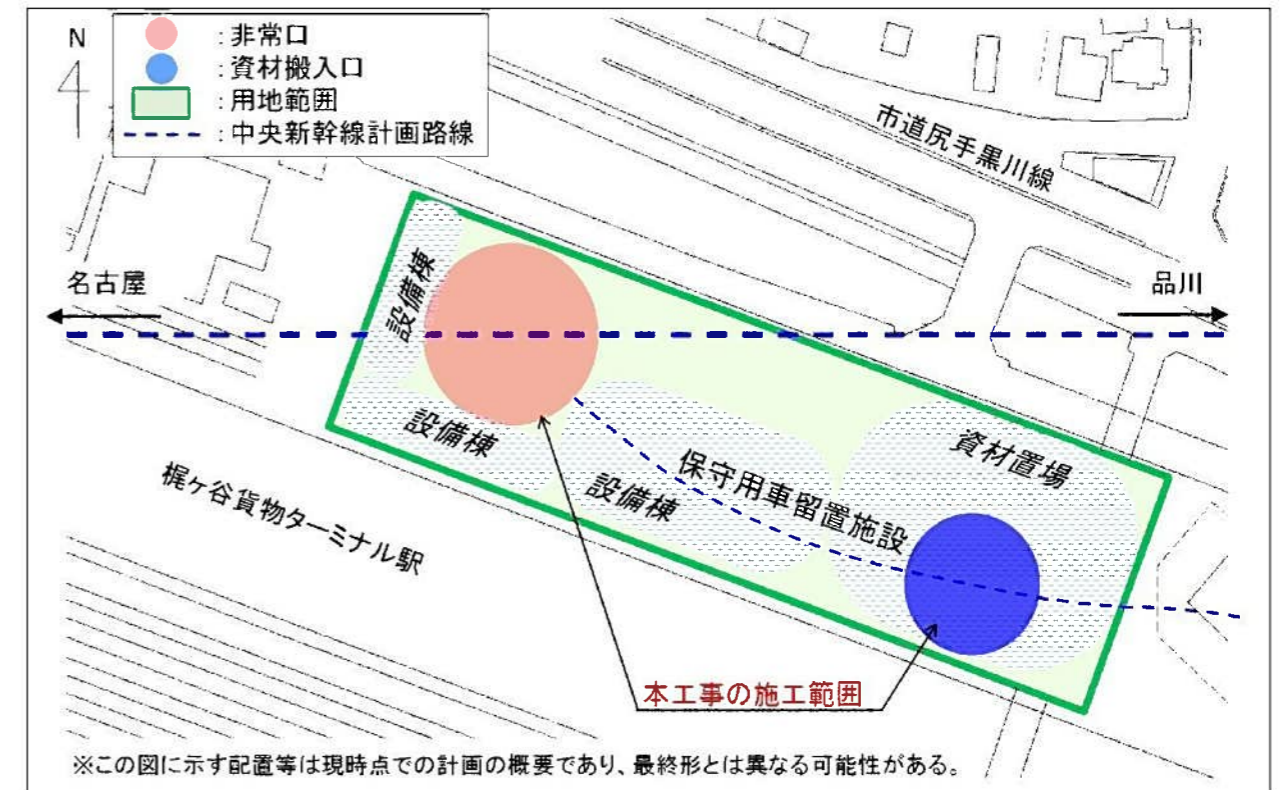 N
：非常口
：資材搬入口
：用地範囲
：中央新幹線計画路線
市道尻手黒川線
名古屋
品川
設備棟
設備棟
設備棟
保守用車留置施設
資材置場
梶ヶ谷貨物ターミナル駅
本工事の施工範囲
※この図に示す配置等は現時点での計画の概要であり、最終形とは異なる可能性がある。